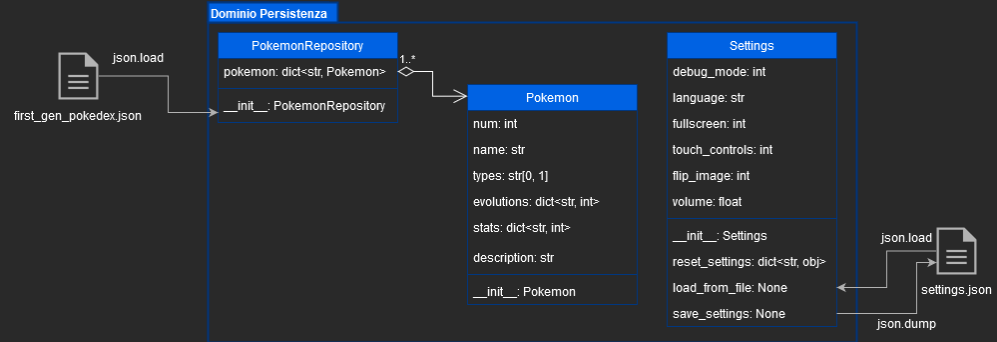 Dominio Persistenza
json.load
first_gen_pokedex.json
PokemonRepository
pokemon: dict<str, Pokemon>
__init__: PokemonRepository
1..*
Pokemon
num: int
name: str
types: str[0, 1]
evolutions: dict<str, int>
stats: dict<str, int>
description: str
__init__: Pokemon
Settings
debug_mode: int
language: str
fullscreen: int
touch_controls: int
flip_image: int
volume: float
__init__: Settings
reset_settings: dict<str, obj>
load_from_file: None
save_settings: None
json.load
settings.json
json.dump